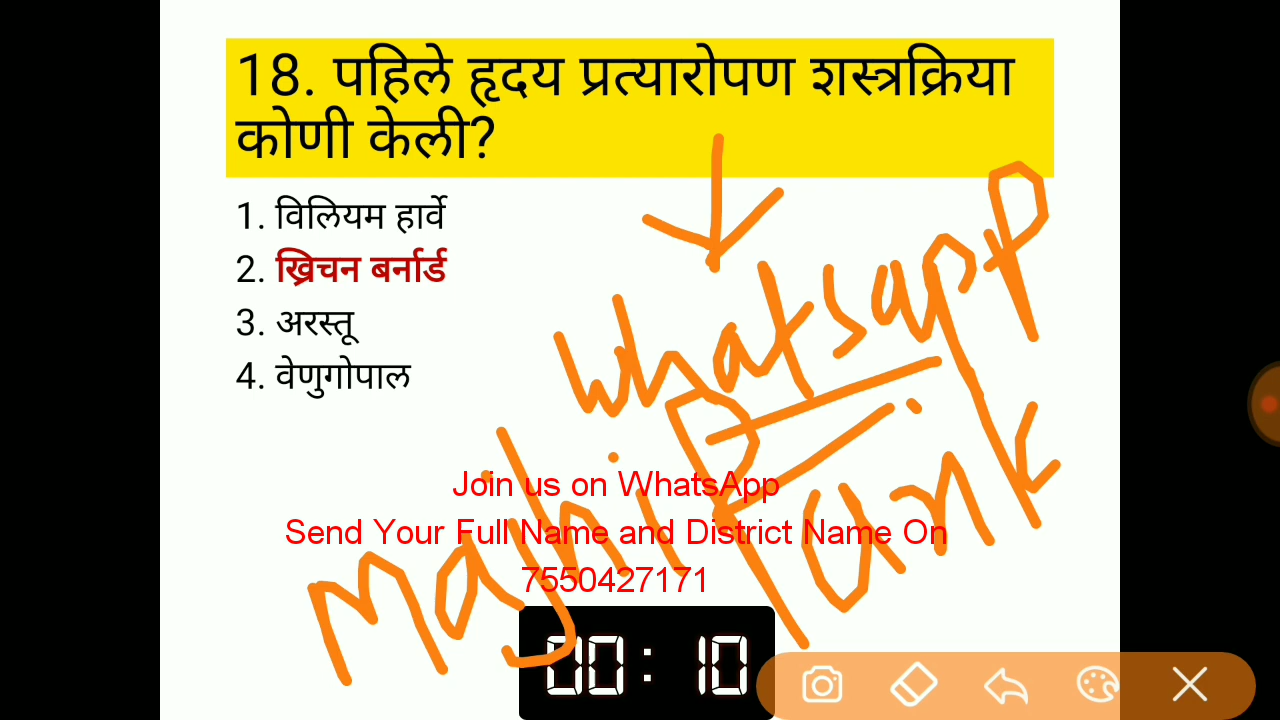 18. पहिले हृदय प्रत्यारोपण शस्त्रक्रिया
कोणी केली?
1. विलियम हार्वे
2. ख्रिचन बर्नार्ड
3. अरस्तू
4. वेणुगोपाल
whatsapp
Majhi Rank
Join us on WhatsApp
Send Your Full Name and District Name On
7550427171
00:10